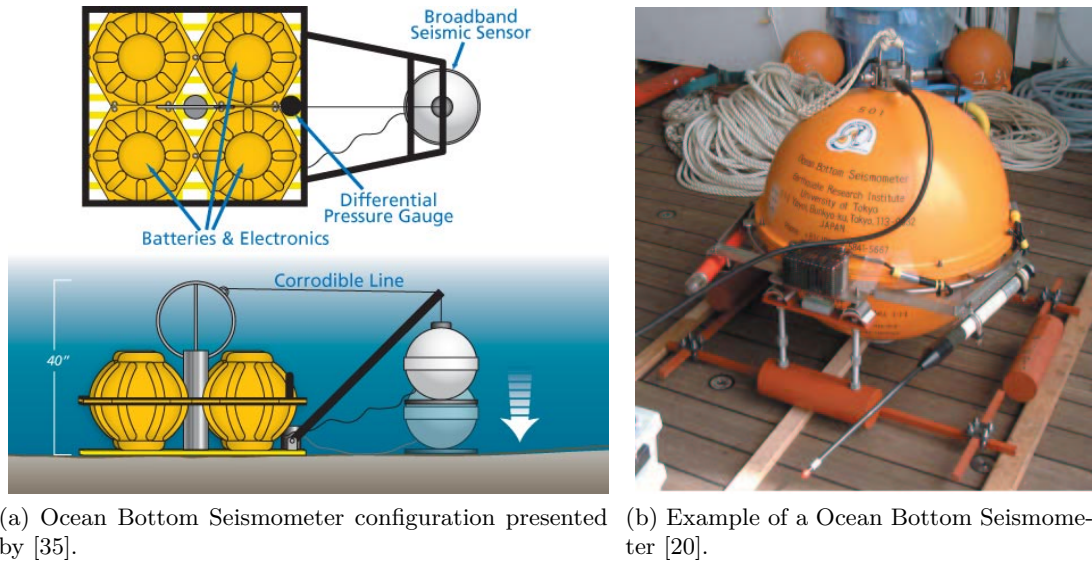 Broadband
Seismic Sensor
Differential
Pressure Gauge
Batteries & Electronics
Corrodible Line
40"
Ocean Bottom Seismometer
Earthquake Research Institute
University of Tokyo
JAPAN
(a) Ocean Bottom Seismometer configuration presented
by [35].
(b) Example of a Ocean Bottom Seismome-
ter [20].